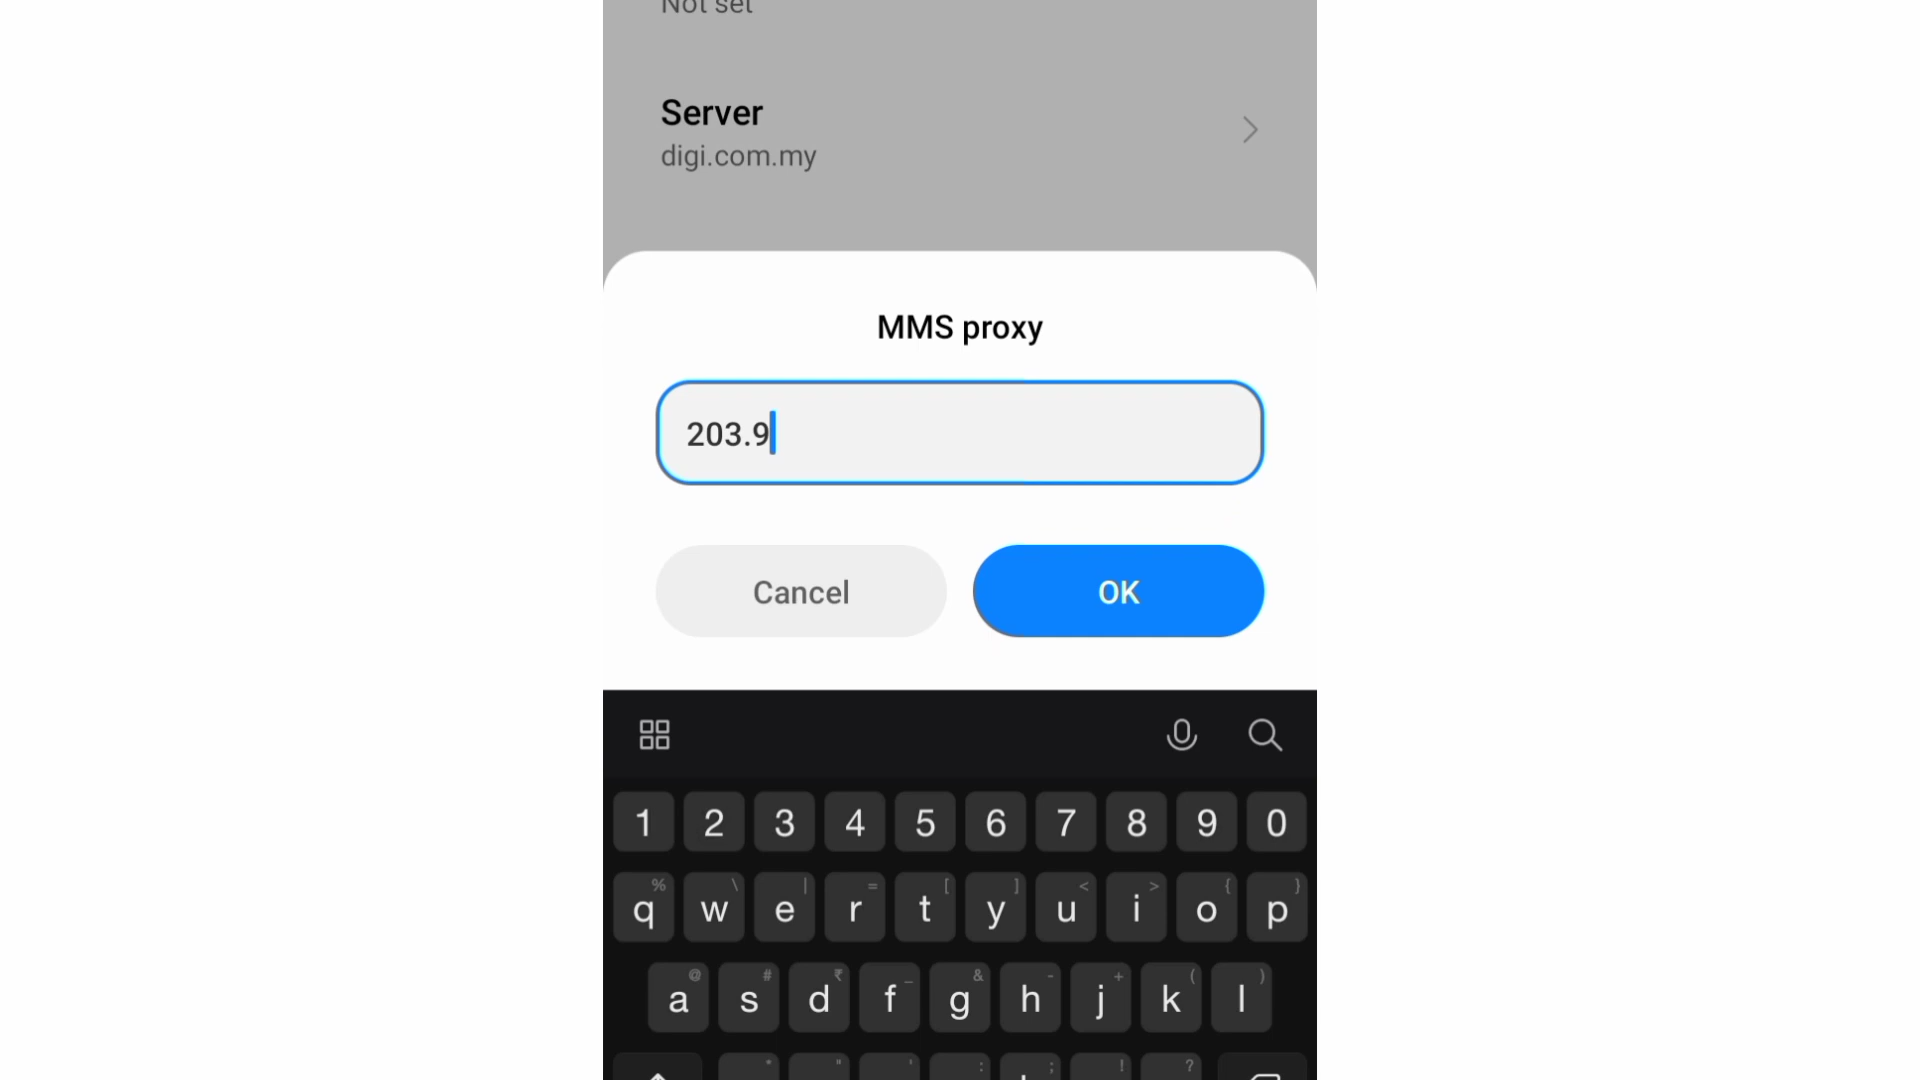 Not set
Server
digi.com.my
MMS proxy
203.9
Cancel OK
1 2 3 4 5 6 7 8 9 0
% \ | = [ ] < > { }
q w e r t y u i o p
@ # ₹ _ & - + ( )
a s d f g h j k l
* " ' : ; ! ?